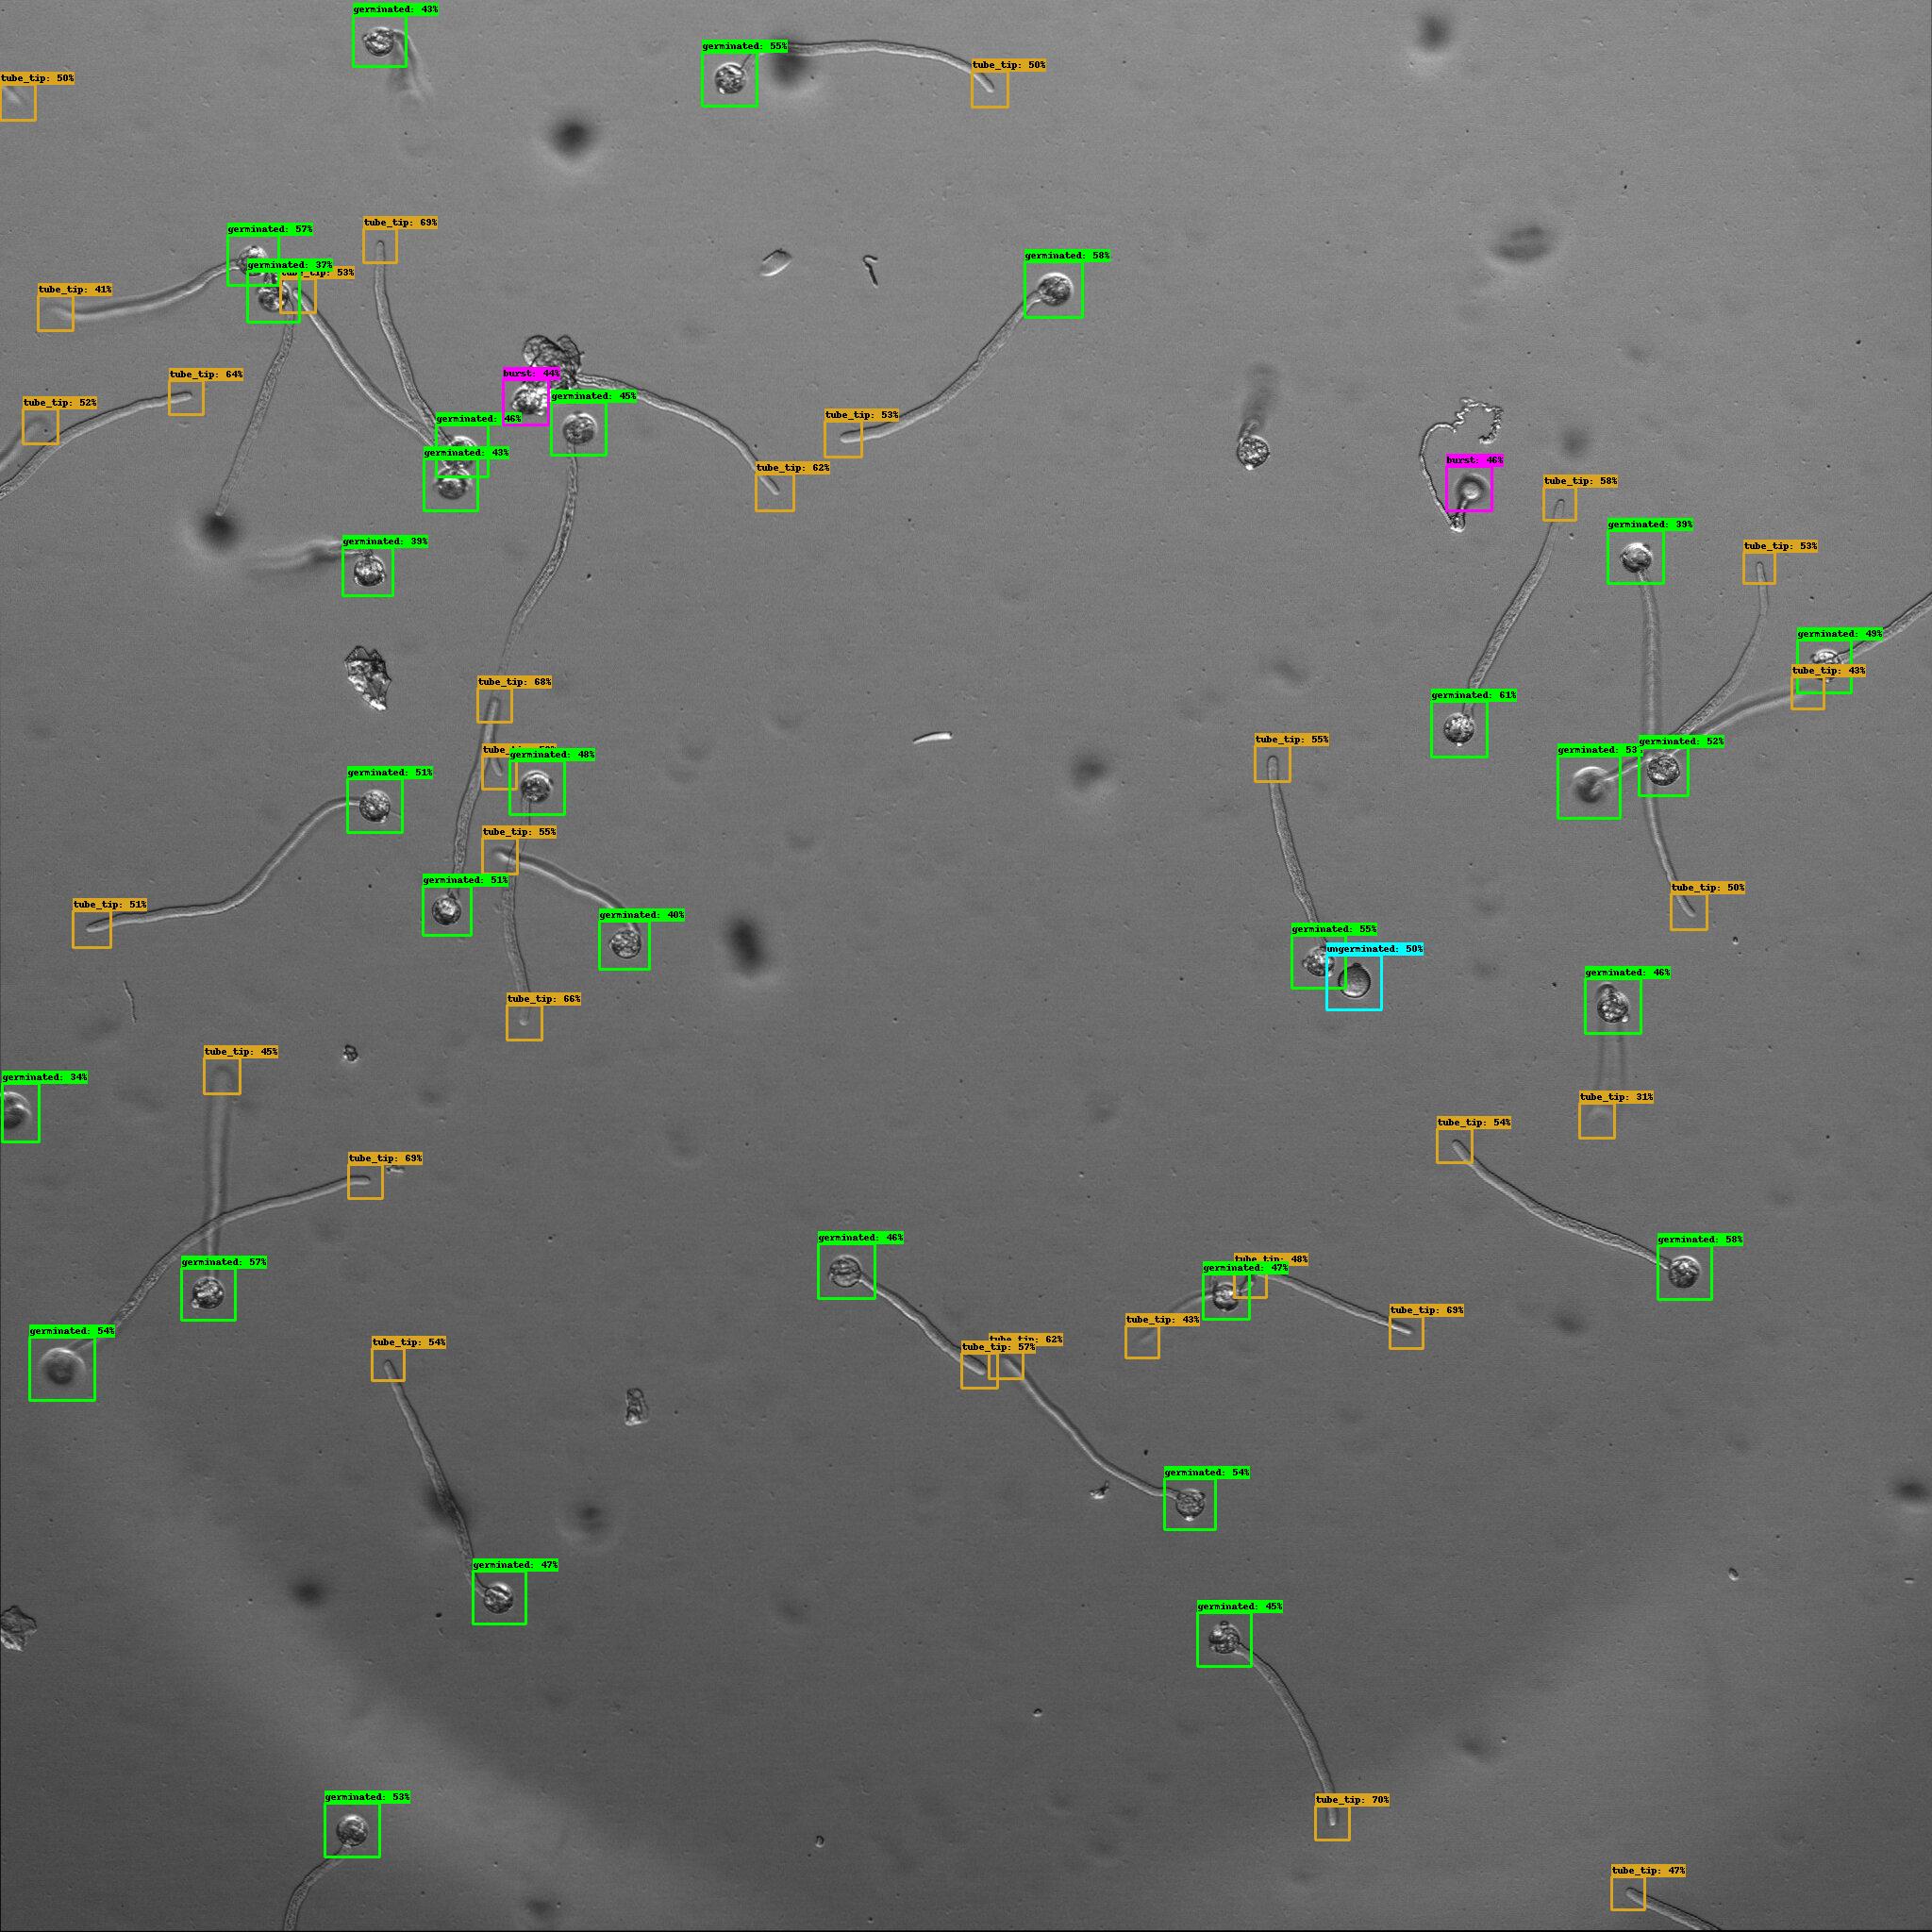 germinated: 43%
germinated: 55%
tube_tip: 50%
tube_tip: 50%
tube_tip: 69%
germinated: 57%
germinated: 58%
germinated: 37%
53%
tube_tip: 41%
burst: 44%
tube_tip: 64%
germinated: 45%
tube_tip: 52%
tube_tip: 53%
46%
germinated: 43%
burst: 46%
tube_tip: 62%
tube_tip: 58%
germinated: 39%
germinated: 39%
tube_tip: 53%
germinated: 49%
tube_tip: 43%
tube_tip: 68%
germinated: 61%
tube_tip: 55%
germinated: 52%
germinated: 53
germinated: 48%
germinated: 51%
tube_tip: 55%
germinated: 51%
tube_tip: 50%
tube_tip: 51%
germinated: 40%
germinated: 55%
ungerminated: 50%
germinated: 46%
tube_tip: 66%
tube_tip: 45%
germinated: 34%
tube_tip: 31%
tube_tip: 54%
tube_tip: 69%
germinated: 46%
germinated: 58%
tube_tip: 48%
germinated: 57%
germinated: 47%
tube_tip: 69%
tube_tip: 43%
germinated: 54%
62%
tube_tip: 54%
tube_tip: 57%
germinated: 54%
germinated: 47%
germinated: 45%
germinated: 53%
tube_tip: 70%
tube_tip: 47%